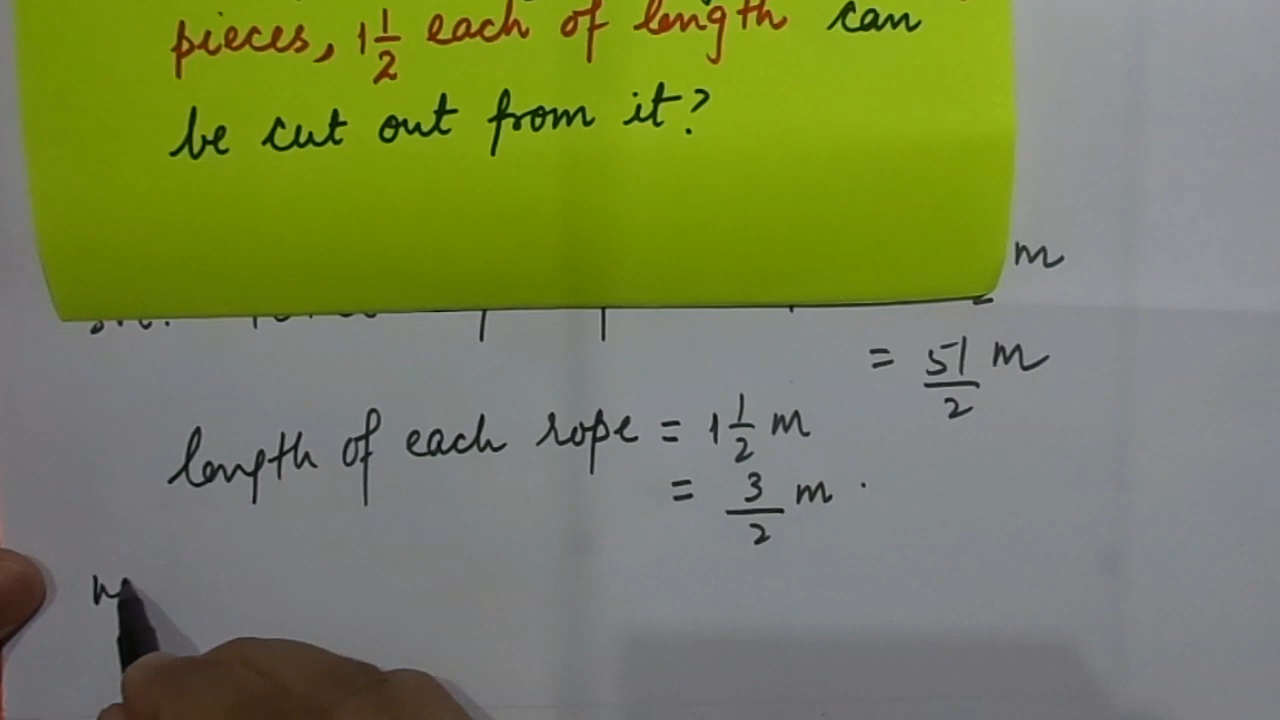 pieces, 1 1/2 each of length can
be cut out from it?
m
= 51/2 m
length of each rope = 1 1/2 m
= 3/2 m.